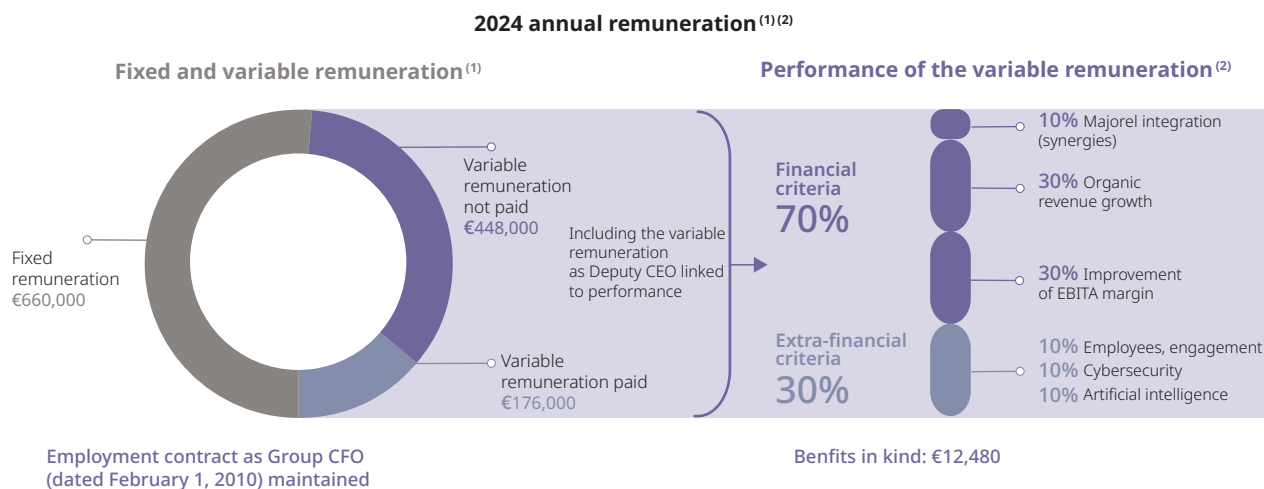 2024 annual remuneration (1) (2)
Fixed and variable remuneration (1)
Fixed
remuneration
€660,000
Variable
remuneration
not paid
€448,000
Variable
remuneration paid
€176,000
Including the variable
remuneration
as Deputy CEO linked
to performance
Employment contract as Group CFO
(dated February 1, 2010) maintained
Performance of the variable remuneration (2)
Financial
criteria
70%
10% Majorel integration
(synergies)
30% Organic
revenue growth
30% Improvement
of EBITA margin
Extra-financial
criteria
30%
10% Employees, engagement
10% Cybersecurity
10% Artificial intelligence
Benfits in kind: €12,480